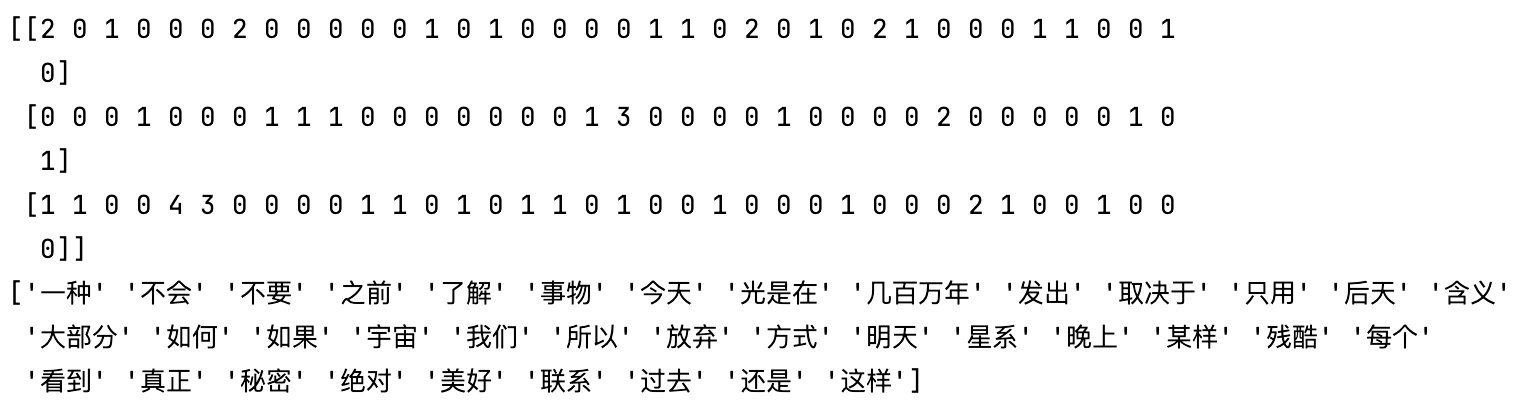 [[2 0 1 0 0 0 2 0 0 0 0 0 1 0 1 0 0 0 0 1 1 0 2 0 1 0 2 1 0 0 0 1 1 0 0 1
  0]
 [0 0 0 1 0 0 0 1 1 1 0 0 0 0 0 0 0 1 3 0 0 0 0 1 0 0 0 0 2 0 0 0 0 0 1 0
  1]
 [1 1 0 0 4 3 0 0 0 0 1 1 0 1 0 1 1 0 1 0 0 1 0 0 0 1 0 0 0 2 1 0 0 1 0 0
  0]]
['一种' '不会' '不要' '之前' '了解' '事物' '今天' '光是在' '几百万年' '发出' '取决于' '只用' '后天' '含义'
 '大部分' '如何' '如果' '宇宙' '我们' '所以' '放弃' '方式' '明天' '星系' '晚上' '某样' '残酷' '每个'
 '看到' '真正' '秘密' '绝对' '美好' '联系' '过去' '还是' '这样']